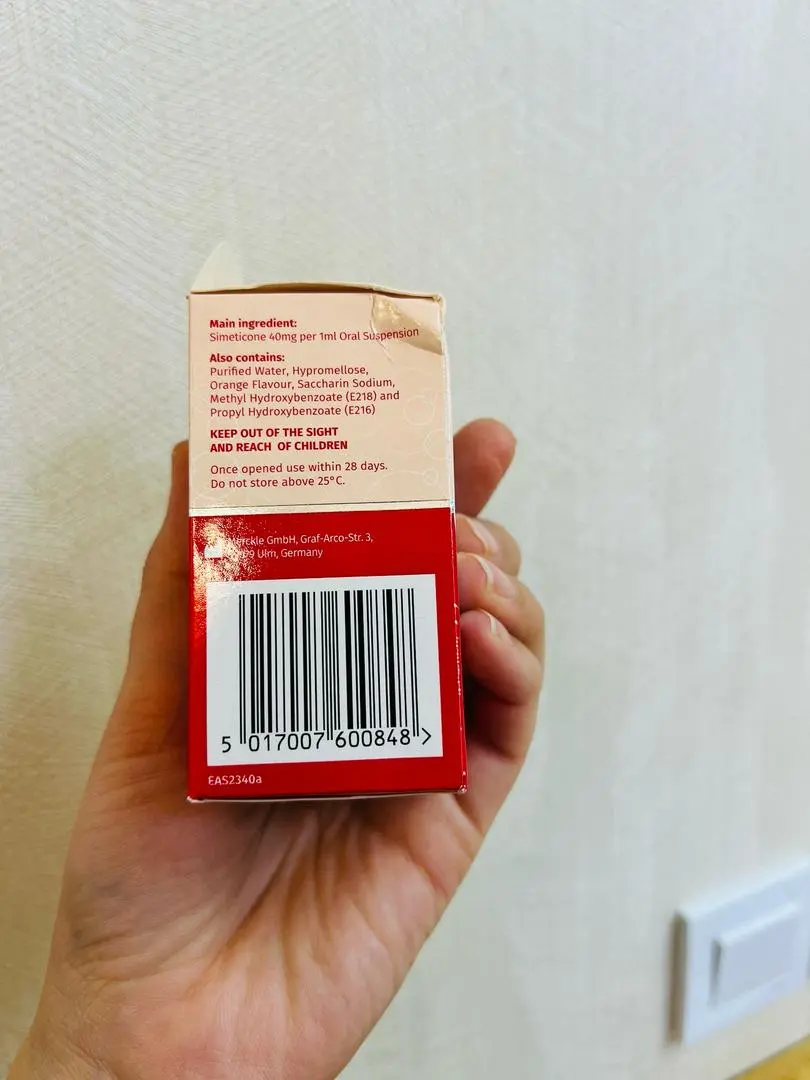 Main ingredient:
Simeticone 40mg per 1ml Oral Suspension
Also contains:
Purified Water, Hypromellose,
Orange Flavour, Saccharin Sodium,
Methyl Hydroxybenzoate (E218) and
Propyl Hydroxybenzoate (E216)
KEEP OUT OF THE SIGHT
AND REACH OF CHILDREN
Once opened use within 28 days.
Do not store above 25°C.
GmbH, Graf-Arco-Str. 3,
Ulm, Germany
5 017007 600848 >
EAS2340a